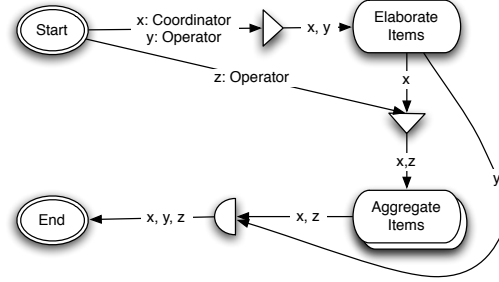 Start
x: Coordinator
y: Operator
x, y
Elaborate
Items
z: Operator
x
x,z
y
Aggregate
Items
x, z
x, y, z
End